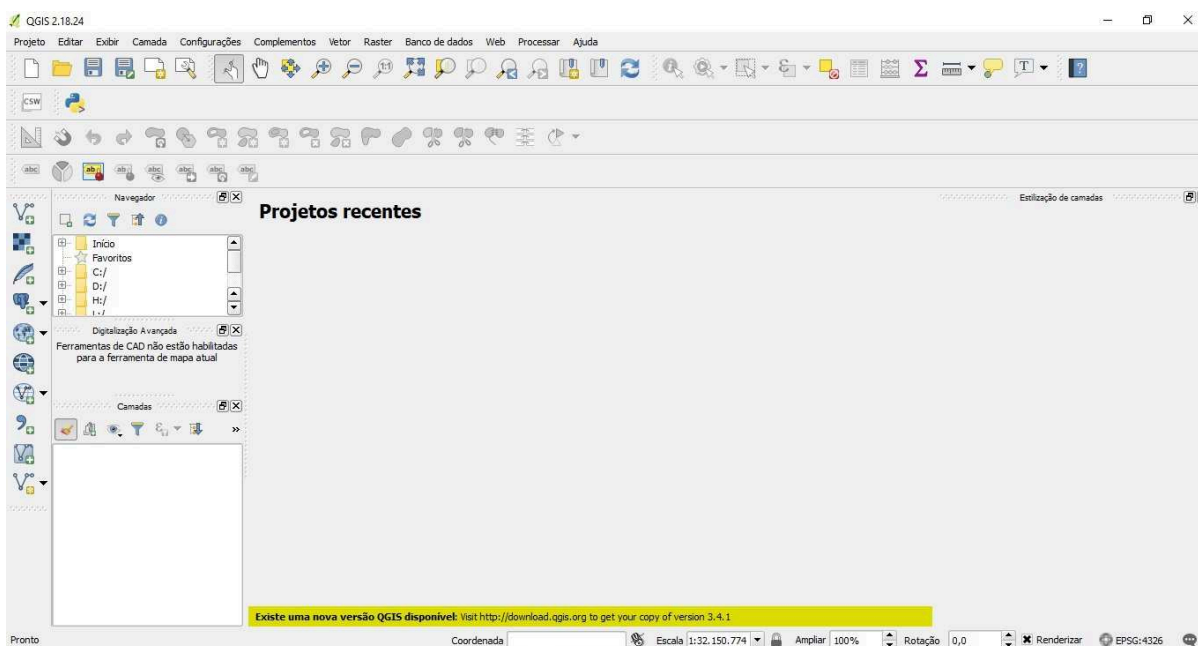 QGIS 2.18.24
Projeto Editar Exibir Camada Configurações Complementos Vetor Raster Banco de dados Web Processar Ajuda
CSW
abc
Navegador
Estilização de camadas
Projetos recentes
Início
Favoritos
C:/
D:/
H:/
Digitalização Avançada
Ferramentas de CAD não estão habilitadas
para a ferramenta de mapa atual
Camadas
Existe uma nova versão QGIS disponível: Visit http://download.qgis.org to get your copy of version 3.4.1
Pronto Coordenada Escala 1:32.150.774 Ampliar 100% Rotação 0,0 Renderizar EPSG:4326